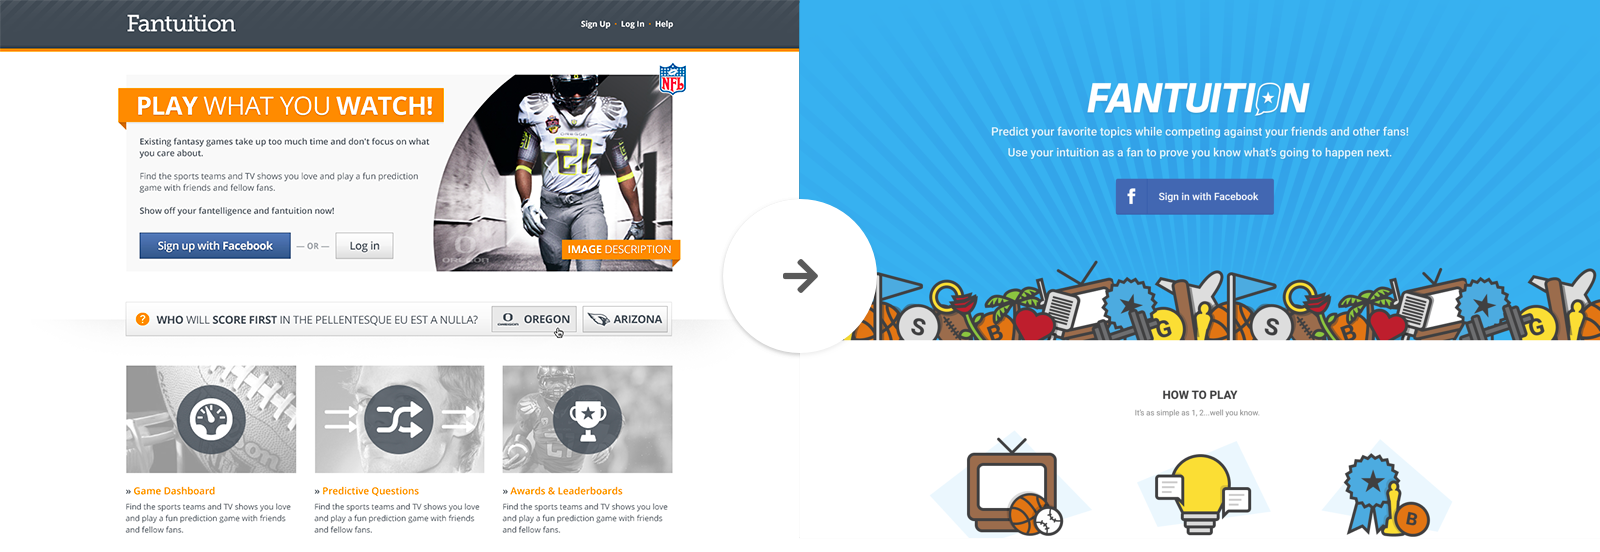 Fantuition
Sign Up · Log In · Help
NFL
PLAY WHAT YOU WATCH!
Existing fantasy games take up too much time and don't focus on what
you care about.
Find the sports teams and TV shows you love and play a fun prediction
game with friends and fellow fans.
Show off your fantelligence and fantuition now!
Sign up with Facebook
— OR —
Log in
21
OREGON
IMAGE DESCRIPTION
? WHO WILL SCORE FIRST IN THE PELLENTESQUE EU EST A NULLA?
O OREGON
ARIZONA
» Game Dashboard
Find the sports teams and TV shows you love
and play a fun prediction game with friends
and fellow fans.
» Predictive Questions
Find the sports teams and TV shows you love
and play a fun prediction game with friends
and fellow fans.
» Awards & Leaderboards
Find the sports teams and TV shows you love
and play a fun prediction game with friends
and fellow fans.
FANTUITION
Predict your favorite topics while competing against your friends and other fans!
Use your intuition as a fan to prove you know what's going to happen next.
f Sign in with Facebook
S
G
S
G
HOW TO PLAY
It's as simple as 1, 2...well you know.
B